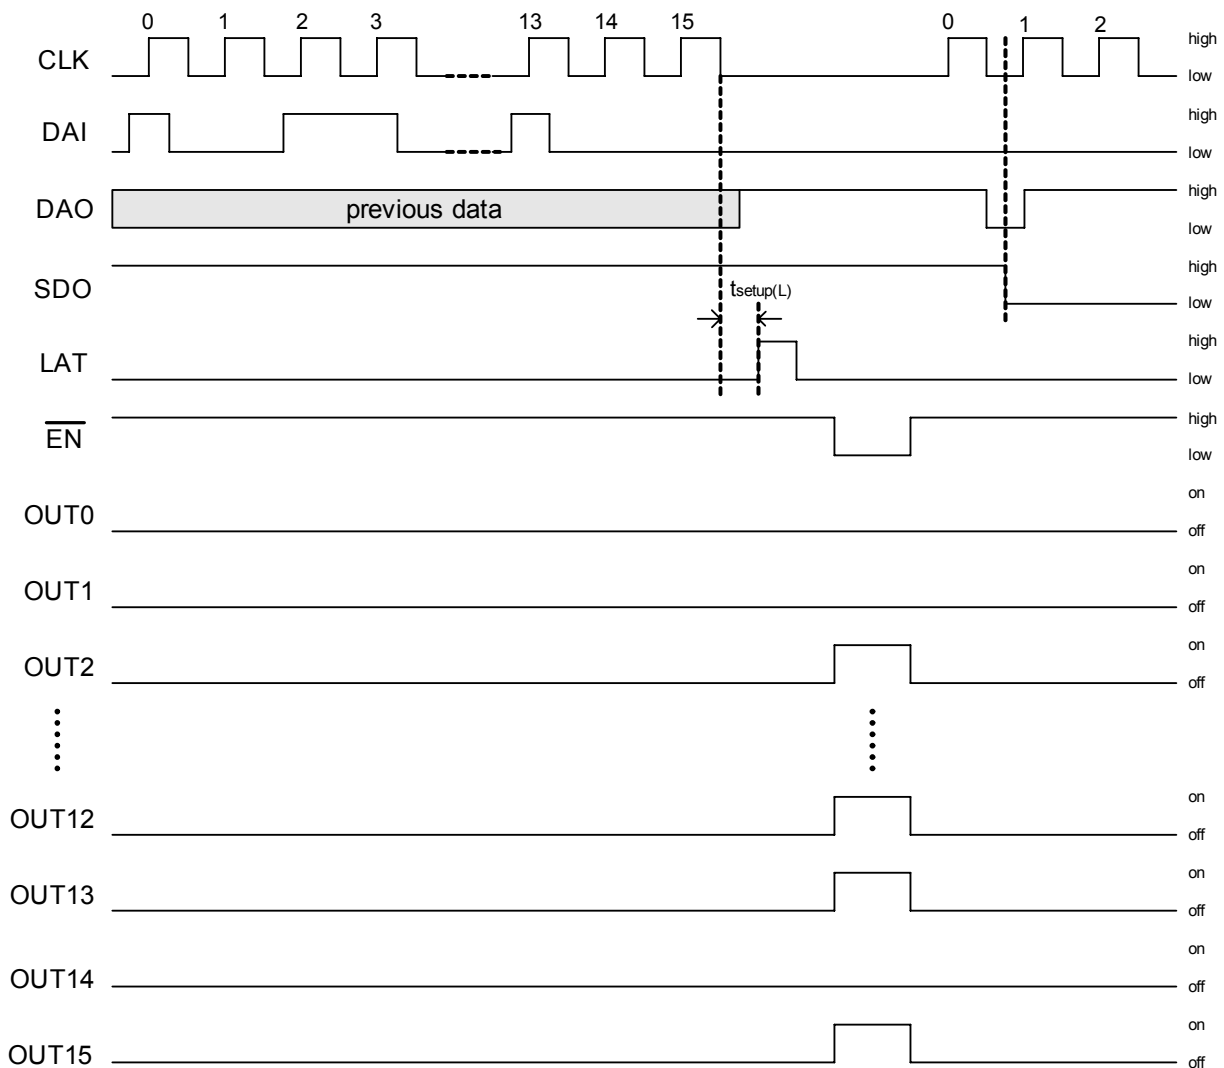 0 1 2 3 13 14 15 0 1 2
CLK high
low
DAI high
low
DAO previous data high
low
SDO high
low
tsetup(L)
LAT high
low
EN high
low
OUT0 on
off
OUT1 on
off
OUT2 on
off
OUT12 on
off
OUT13 on
off
OUT14 on
off
OUT15 on
off